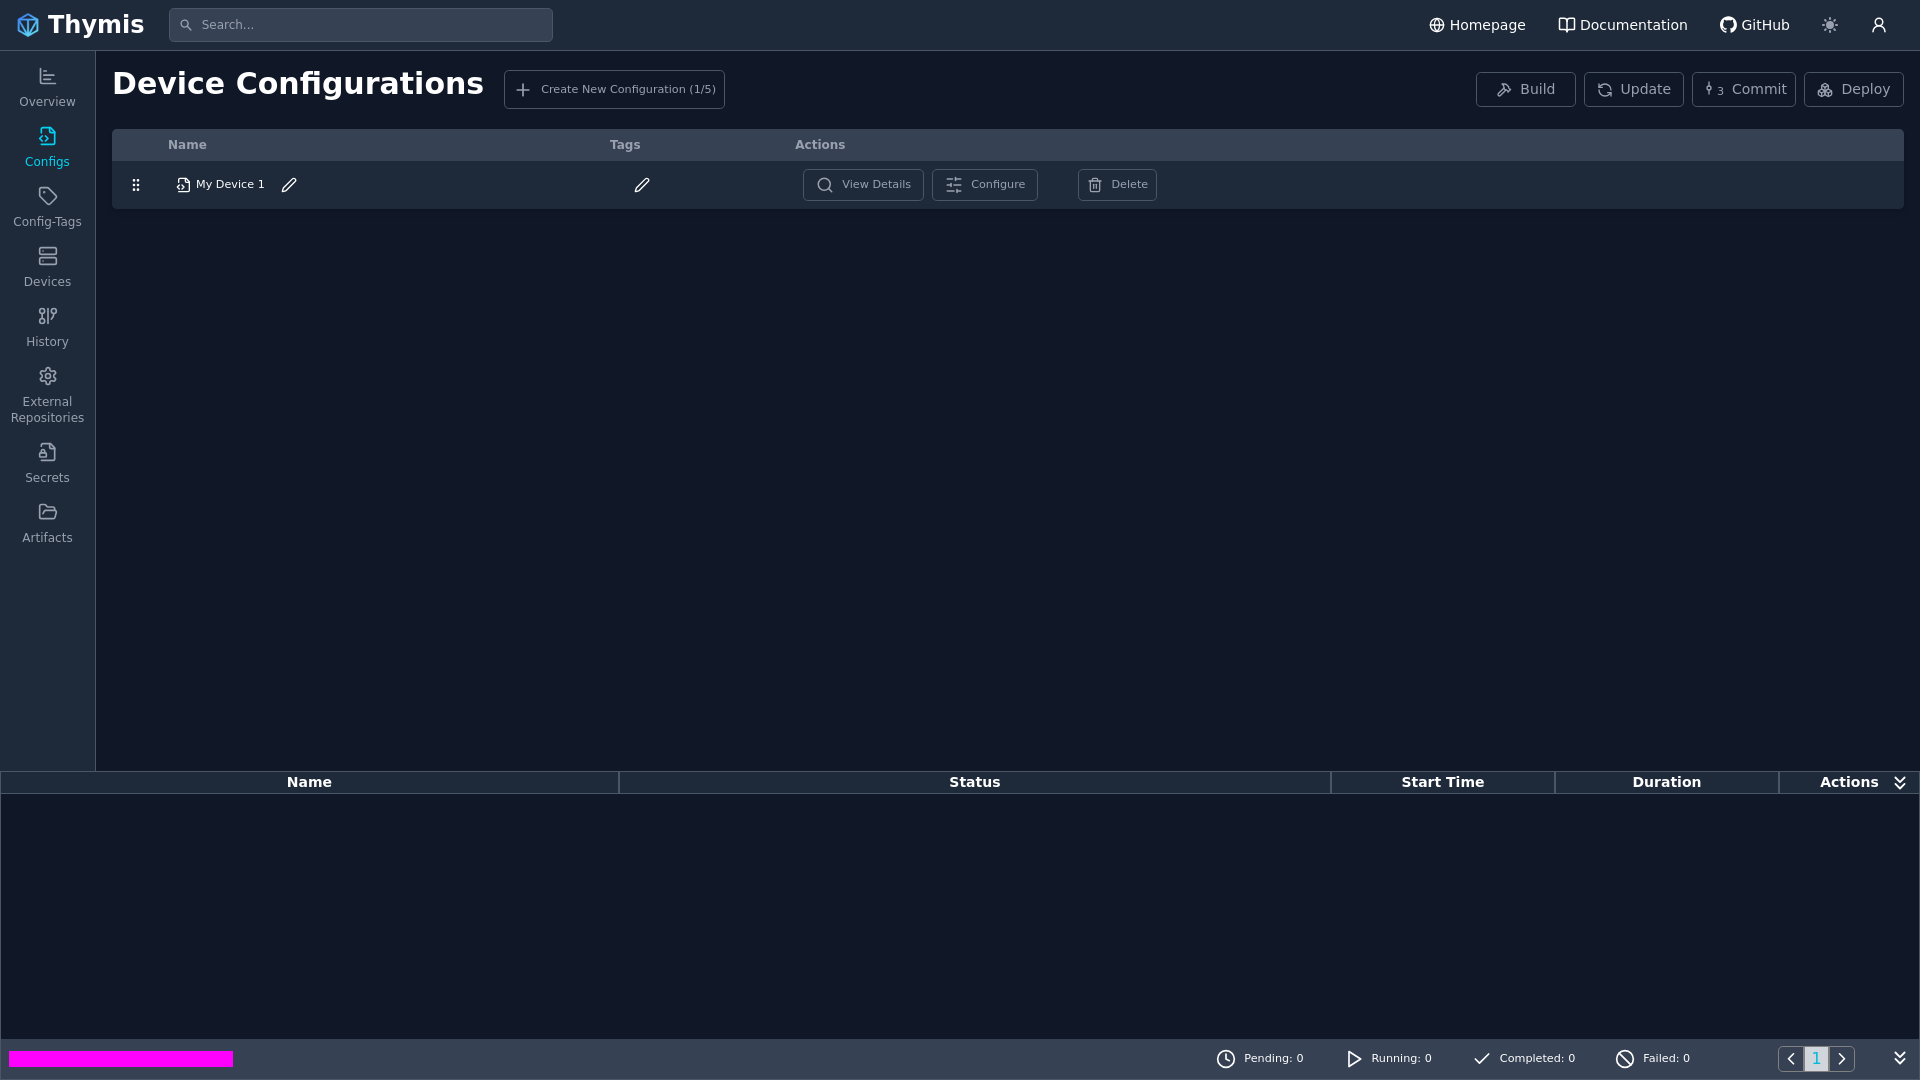 Thymis
Search...
Homepage
Documentation
GitHub
Overview
Configs
Config-Tags
Devices
History
External
Repositories
Secrets
Artifacts
Device Configurations
Create New Configuration (1/5)
Build
Update
3 Commit
Deploy
Name Tags Actions
My Device 1
View Details
Configure
Delete
Name Status Start Time Duration Actions
Pending: 0
Running: 0
Completed: 0
Failed: 0
1